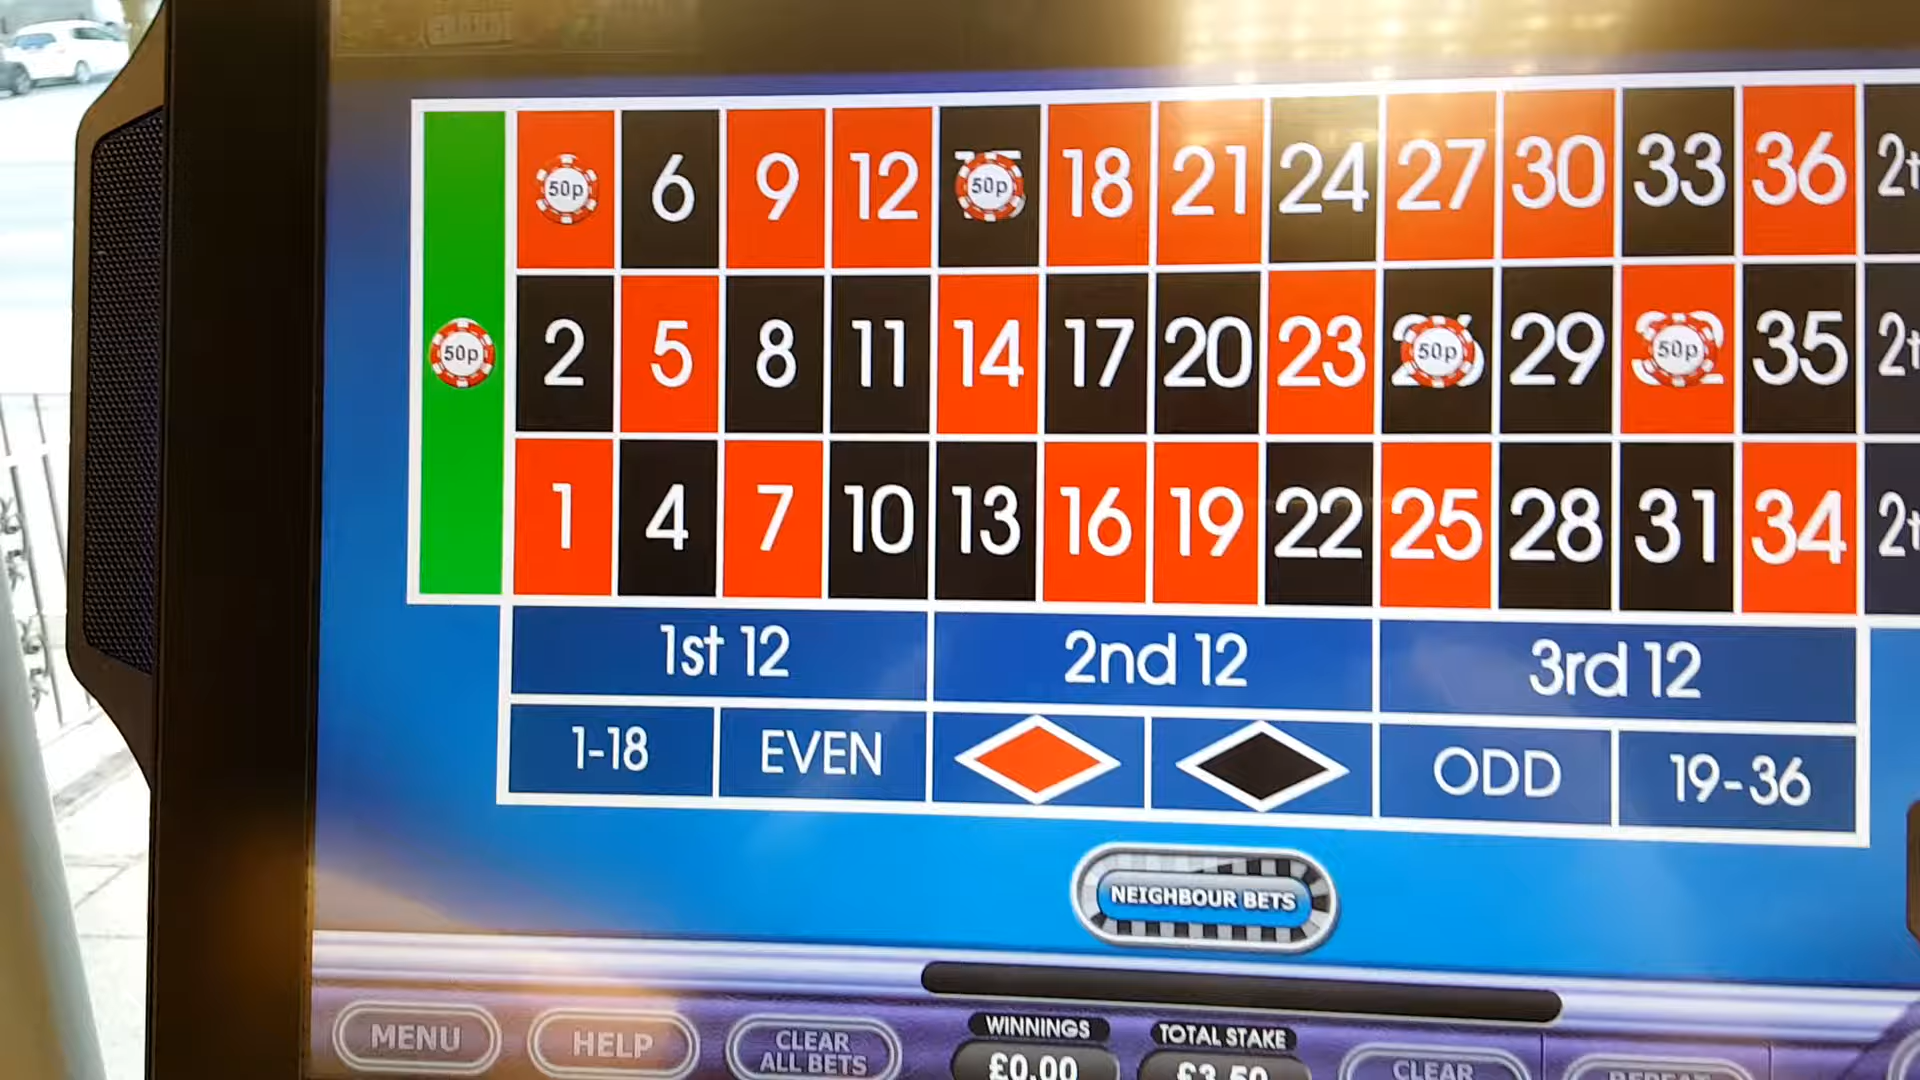 50p 6 9 12 50p 18 21 24 27 30 33 36
50p 2 5 8 11 14 17 20 23 50p 29 50p 35
1 4 7 10 13 16 19 22 25 28 31 34
1st 12 2nd 12 3rd 12
1-18 EVEN ODD 19-36
NEIGHBOUR BETS
WINNINGS TOTAL STAKE
MENU HELP CLEAR ALL BETS £0.00 £3.50 CLEAR